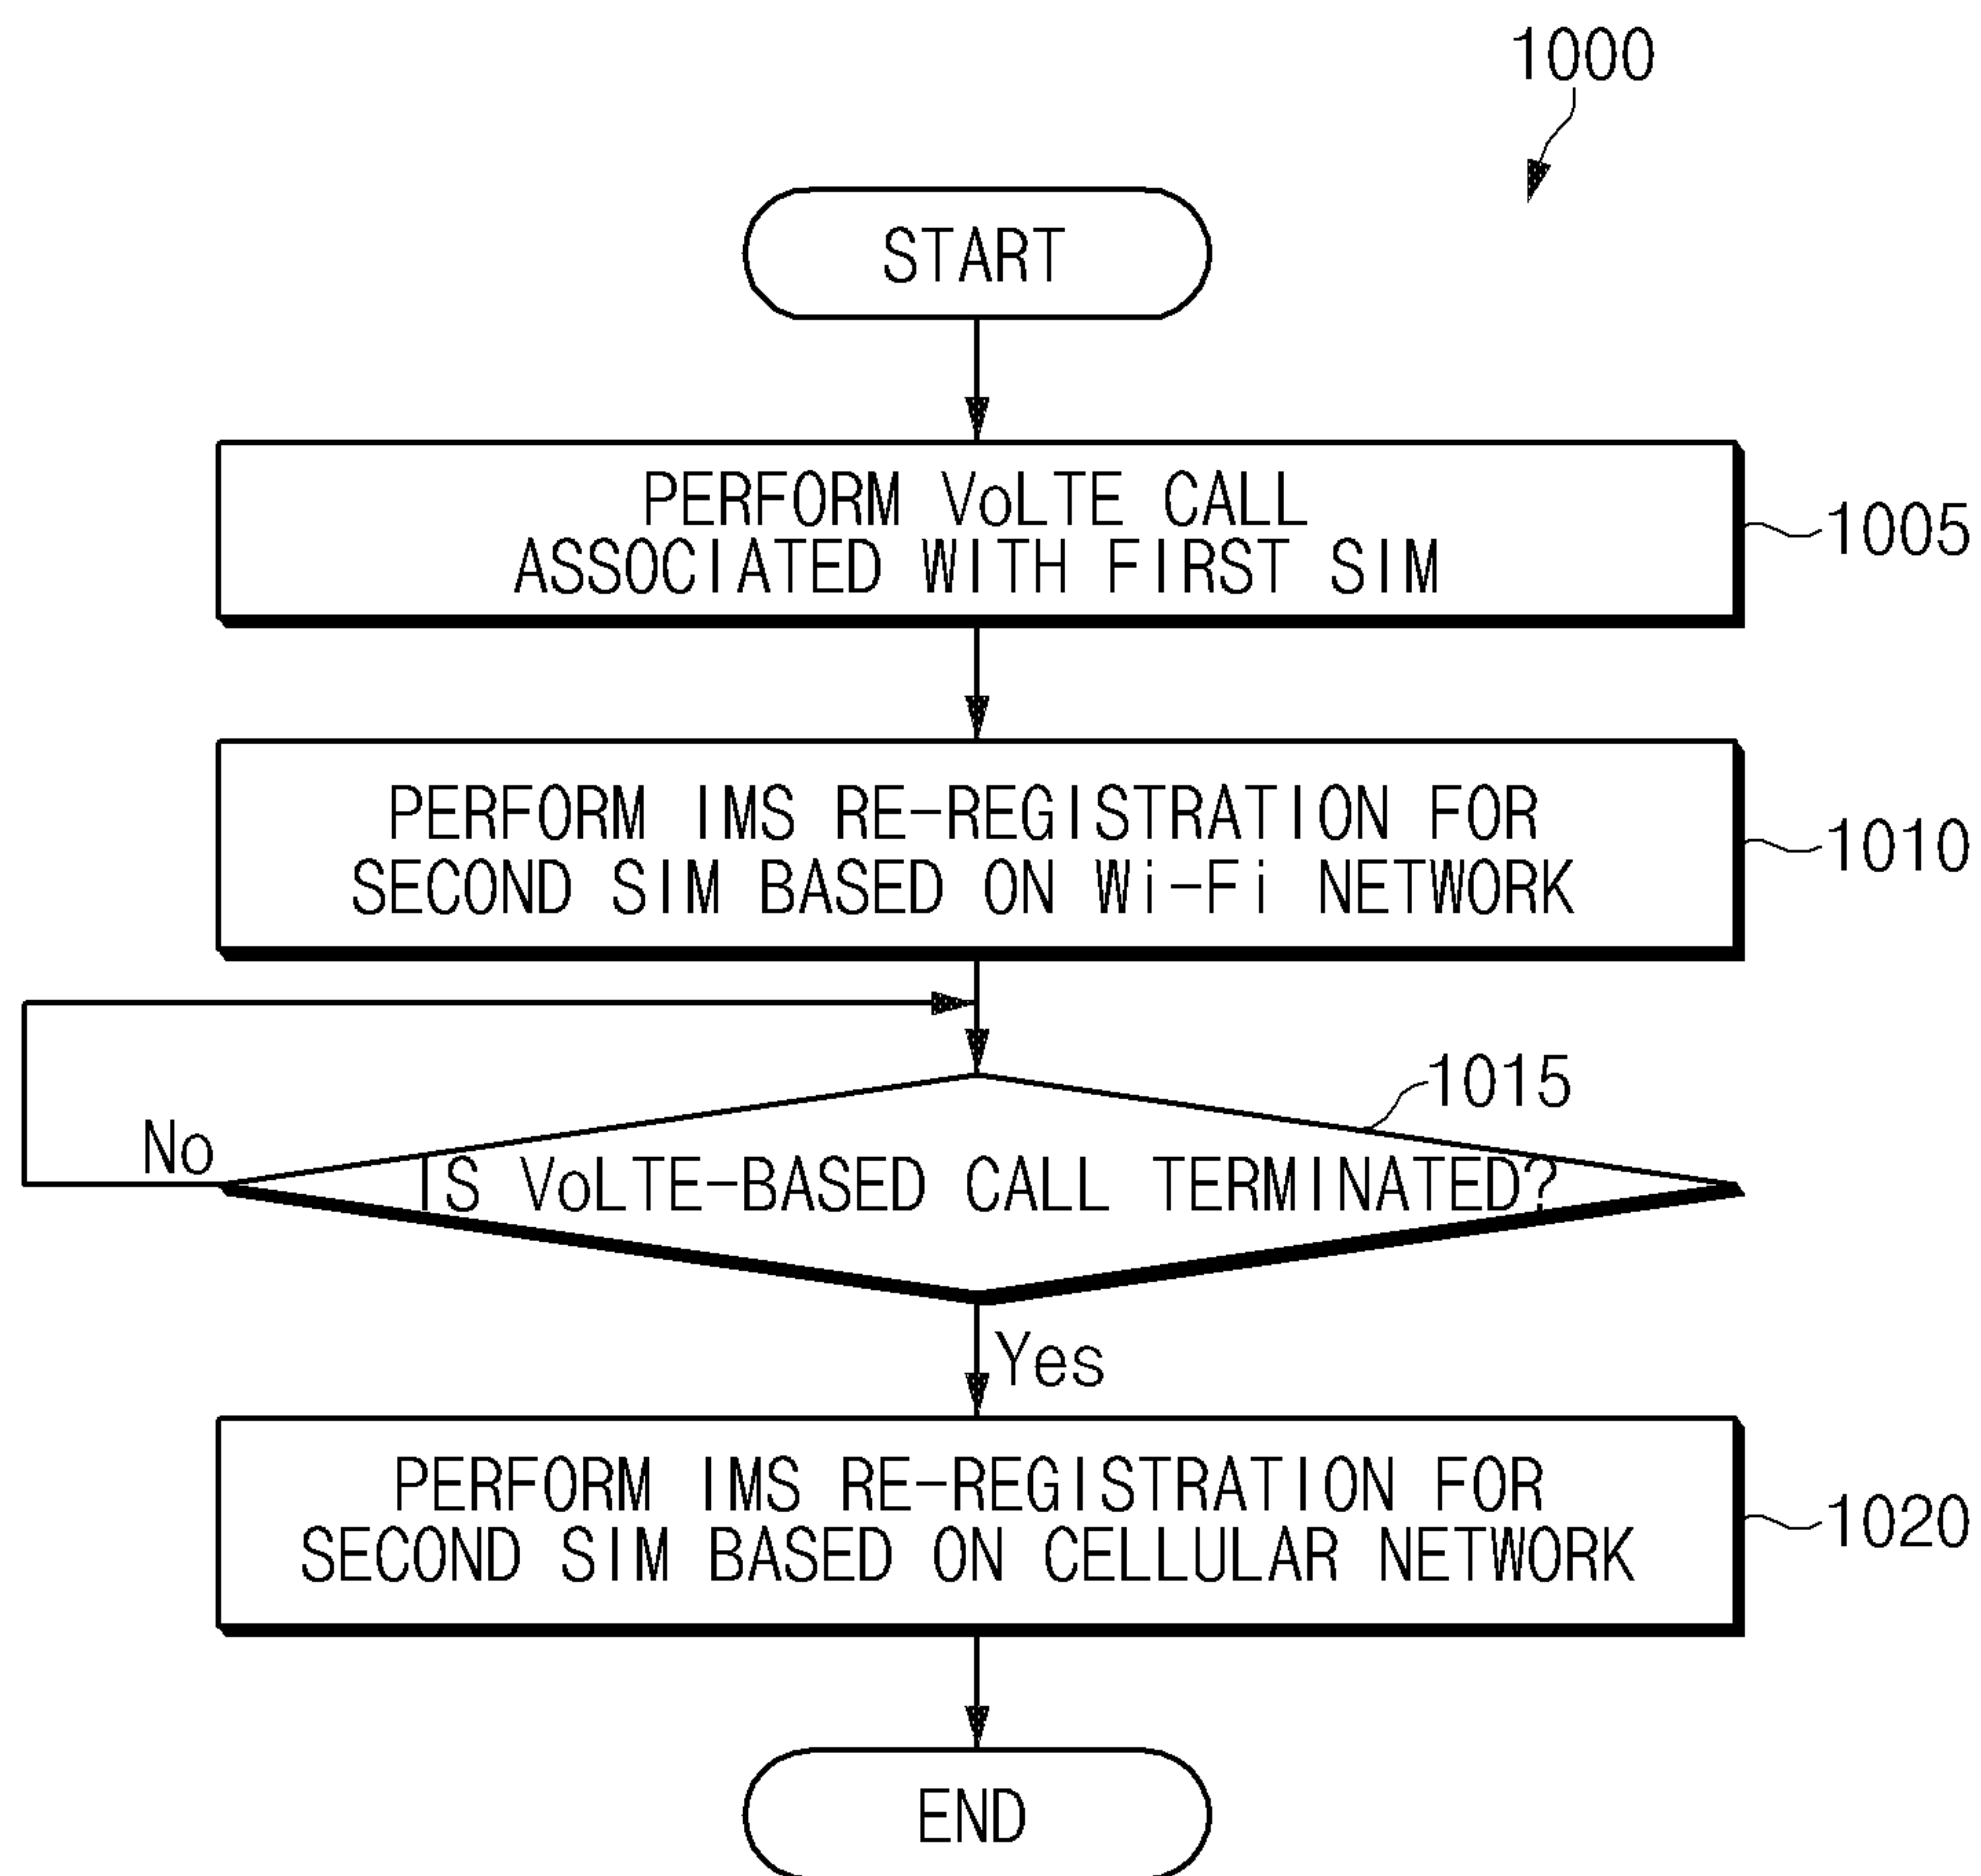 1000
START
PERFORM VoLTE CALL
ASSOCIATED WITH FIRST SIM
1005
PERFORM IMS RE-REGISTRATION FOR
SECOND SIM BASED ON Wi-Fi NETWORK
1010
1015
No
IS VoLTE-BASED CALL TERMINATED?
Yes
PERFORM IMS RE-REGISTRATION FOR
SECOND SIM BASED ON CELLULAR NETWORK
1020
END